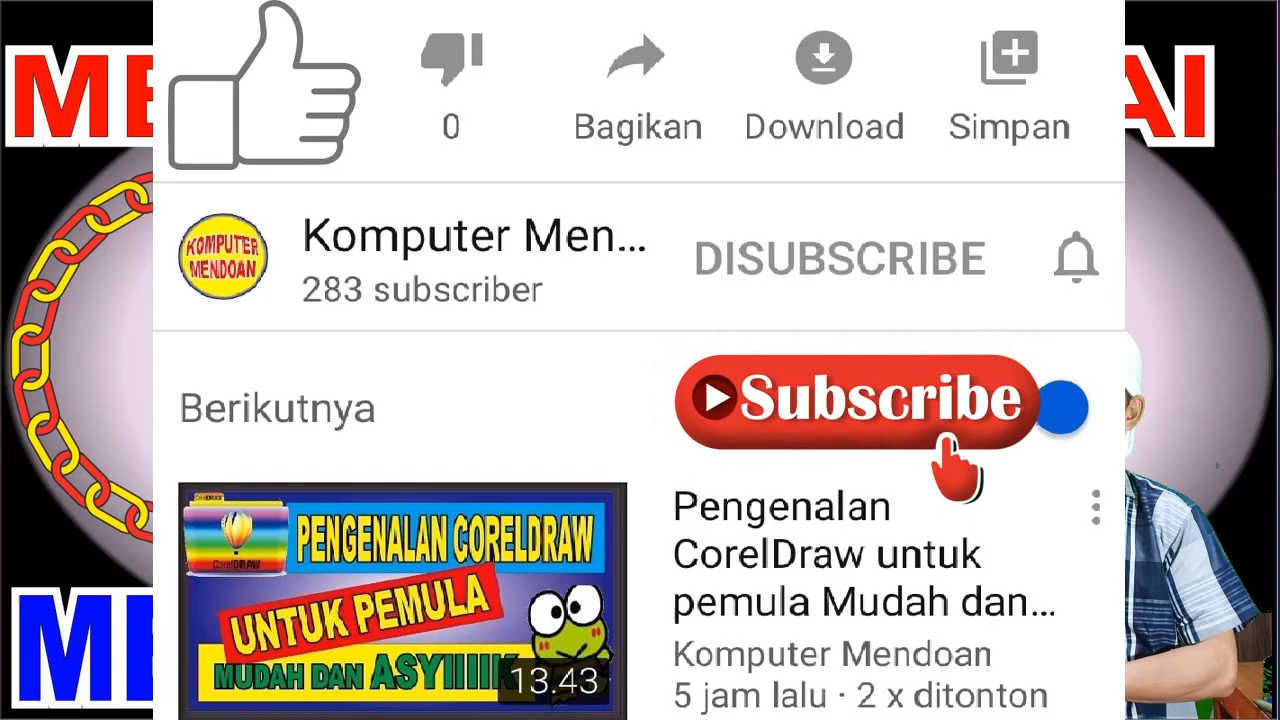 0
Bagikan
Download
Simpan
KOMPUTER
MENDOAN
Komputer Men...
283 subscriber
DISUBSCRIBE
Berikutnya
Subscribe
CorelDRAW
PENGENALAN CORELDRAW
UNTUK PEMULA
MUDAH DAN ASYIIIIK
13.43
Pengenalan
CorelDraw untuk
pemula Mudah dan...
Komputer Mendoan
5 jam lalu · 2 x ditonton